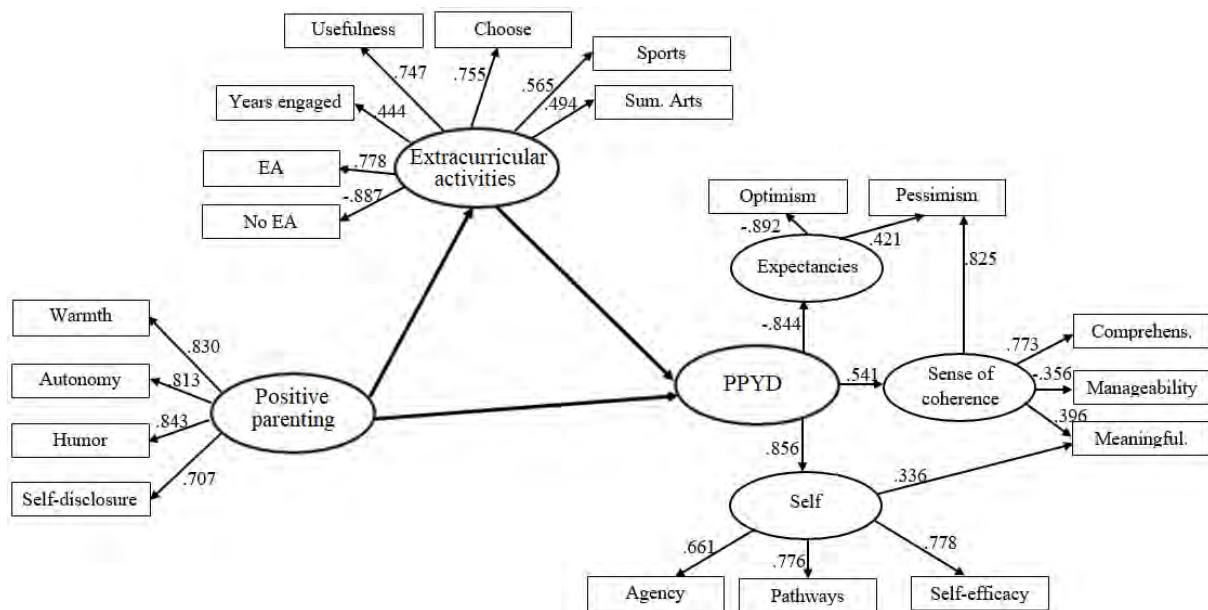 Usefulness
Choose
Sports
.747
.755
.565
Years engaged
.444
.494
Sum. Arts
EA
.778
Extracurricular
activities
-.887
No EA
Optimism
Pessimism
-.892
.421
Expectancies
.825
Warmth
.830
-.844
.773
Comprehens.
Autonomy
.813
Positive
parenting
PPYD
.541
Sense of
coherence
-.356
Manageability
.396
Humor
.843
Meaningful.
.856
.707
.336
Self-disclosure
Self
.661
.776
.778
Agency
Pathways
Self-efficacy